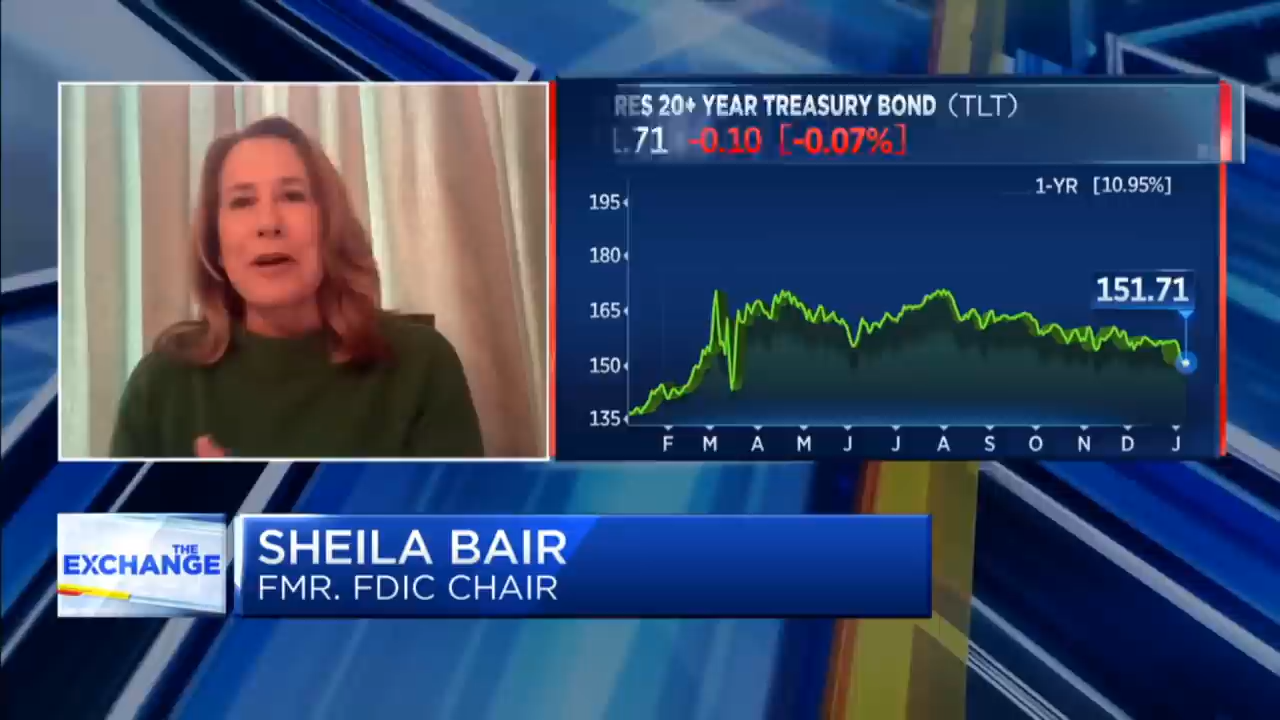 RES 20+ YEAR TREASURY BOND (TLT)
.71 -0.10 [-0.07%]
1-YR [10.95%]
195
180
165
150
135
151.71
F M A M J J A S O N D J
THE
EXCHANGE
SHEILA BAIR
FMR. FDIC CHAIR